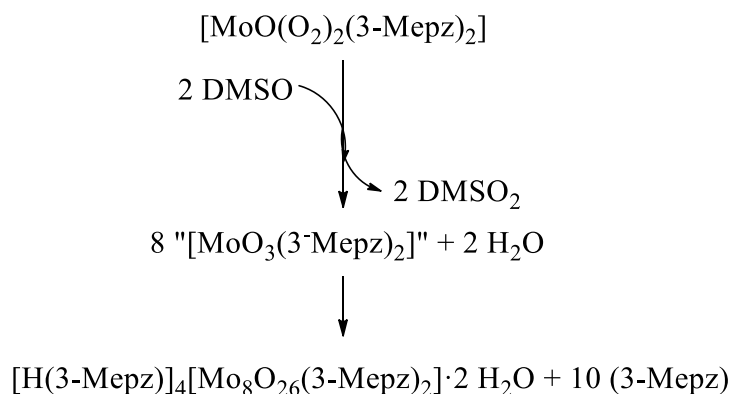 [MoO(O₂)₂(3-Mepz)₂]
2 DMSO
2 DMSO₂
8 "[MoO₃(3⁻Mepz)₂]" + 2 H₂O
[H(3-Mepz)]₄[Mo₈O₂₆(3-Mepz)₂]·2 H₂O + 10 (3-Mepz)